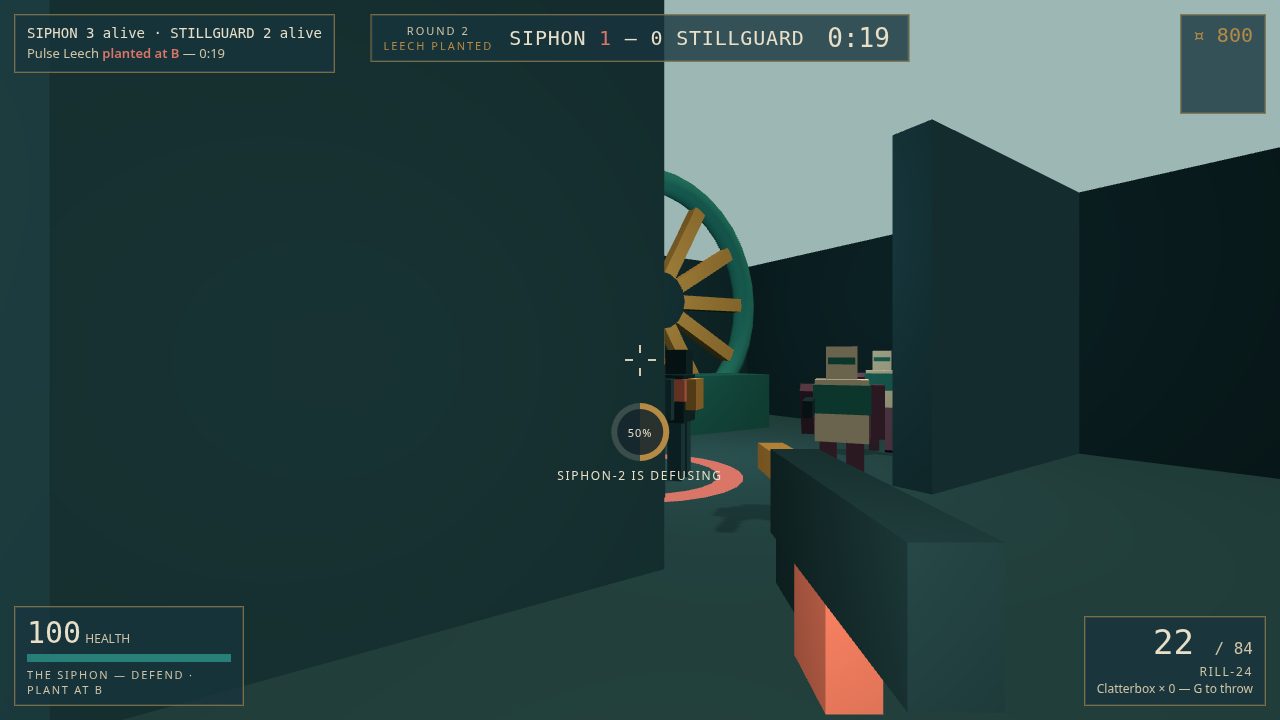 SIPHON 3 alive · STILLGUARD 2 alive
Pulse Leech planted at B — 0:19
ROUND 2
LEECH PLANTED
SIPHON 1 — 0 STILLGUARD 0:19
¤ 800
50%
SIPHON-2 IS DEFUSING
100 HEALTH
THE SIPHON — DEFEND ·
PLANT AT B
22 / 84
RILL-24
Clatterbox × 0 — G to throw